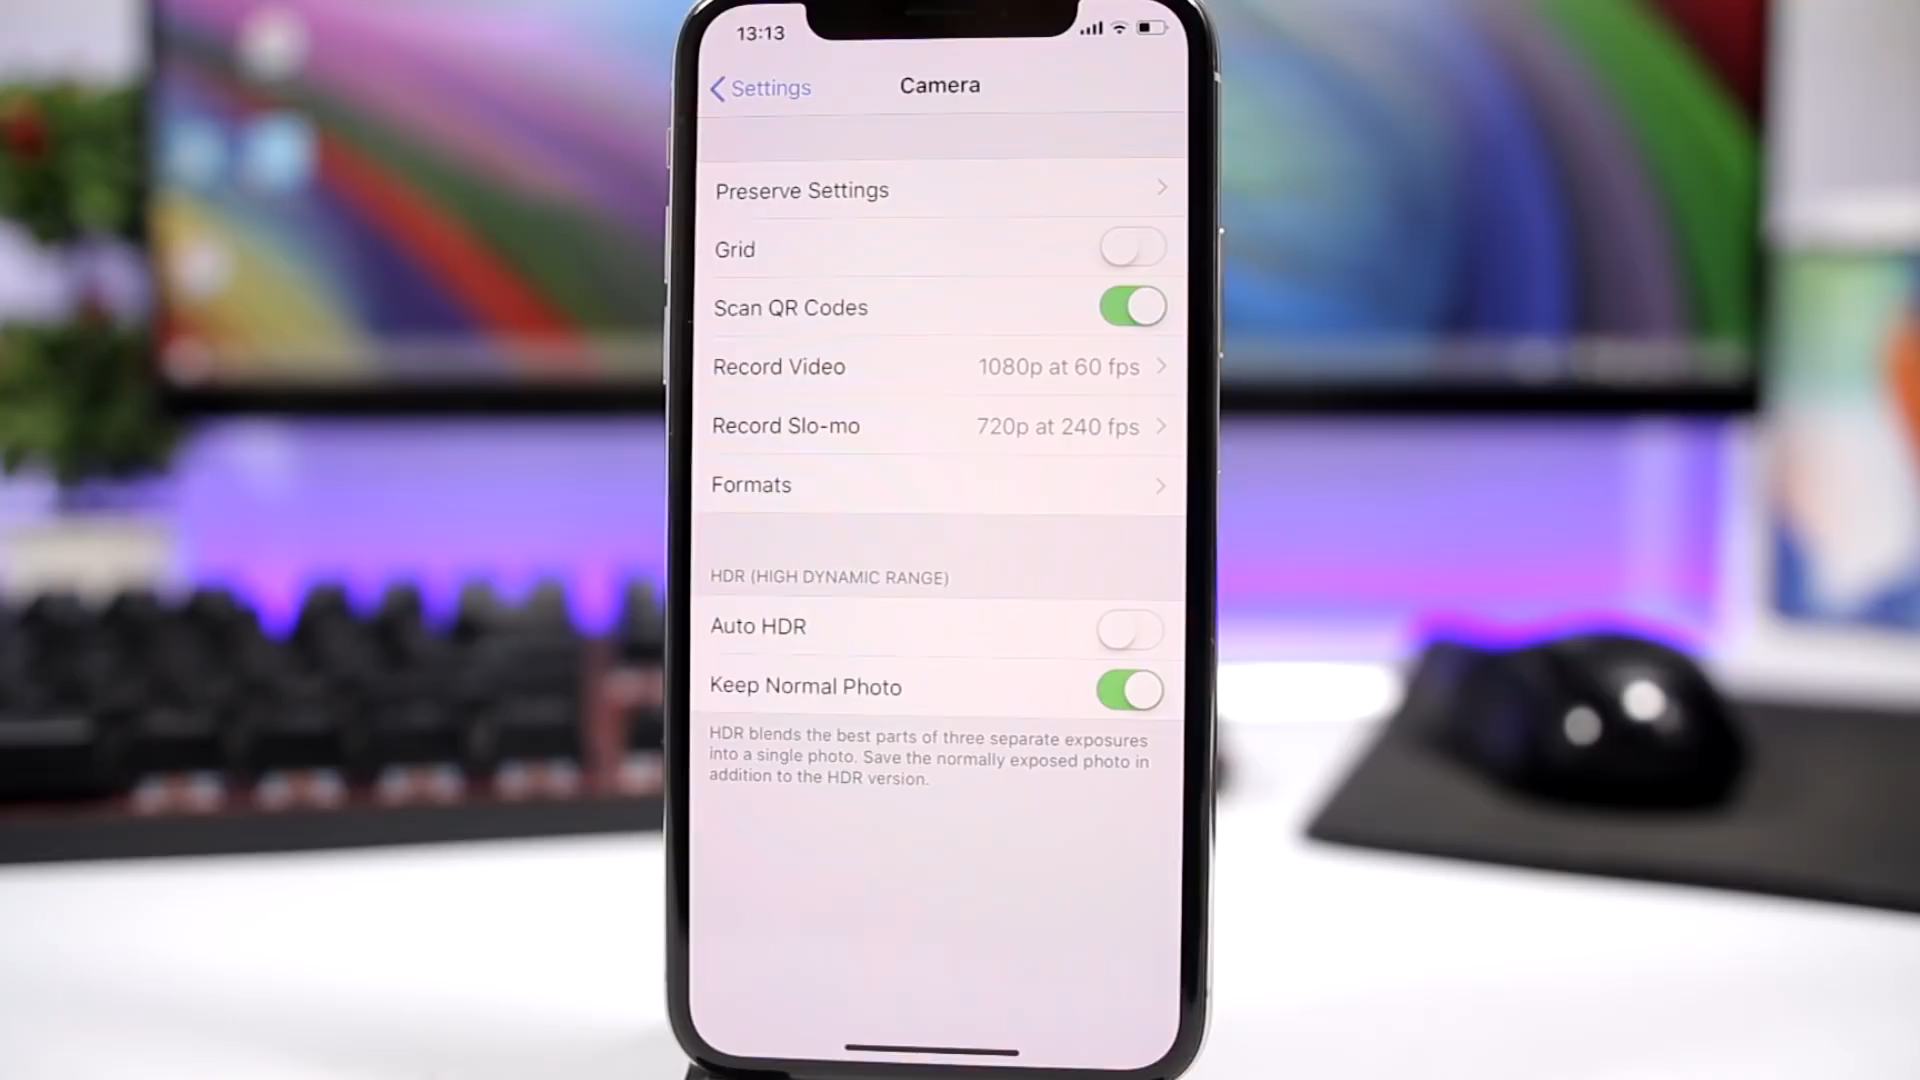 13:13
Settings
Camera
Preserve Settings
Grid
Scan QR Codes
Record Video 1080p at 60 fps
Record Slo-mo 720p at 240 fps
Formats
HDR (HIGH DYNAMIC RANGE)
Auto HDR
Keep Normal Photo
HDR blends the best parts of three separate exposures
into a single photo. Save the normally exposed photo in
addition to the HDR version.